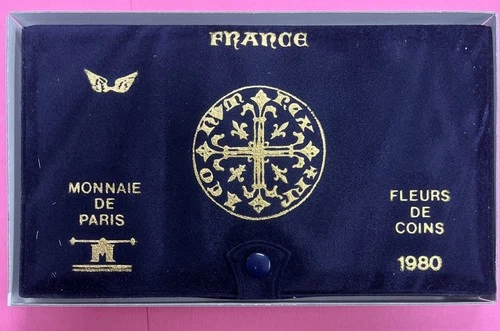 FRANCE
MONNAIE
DE
PARIS
FLEURS
DE
COINS
1980